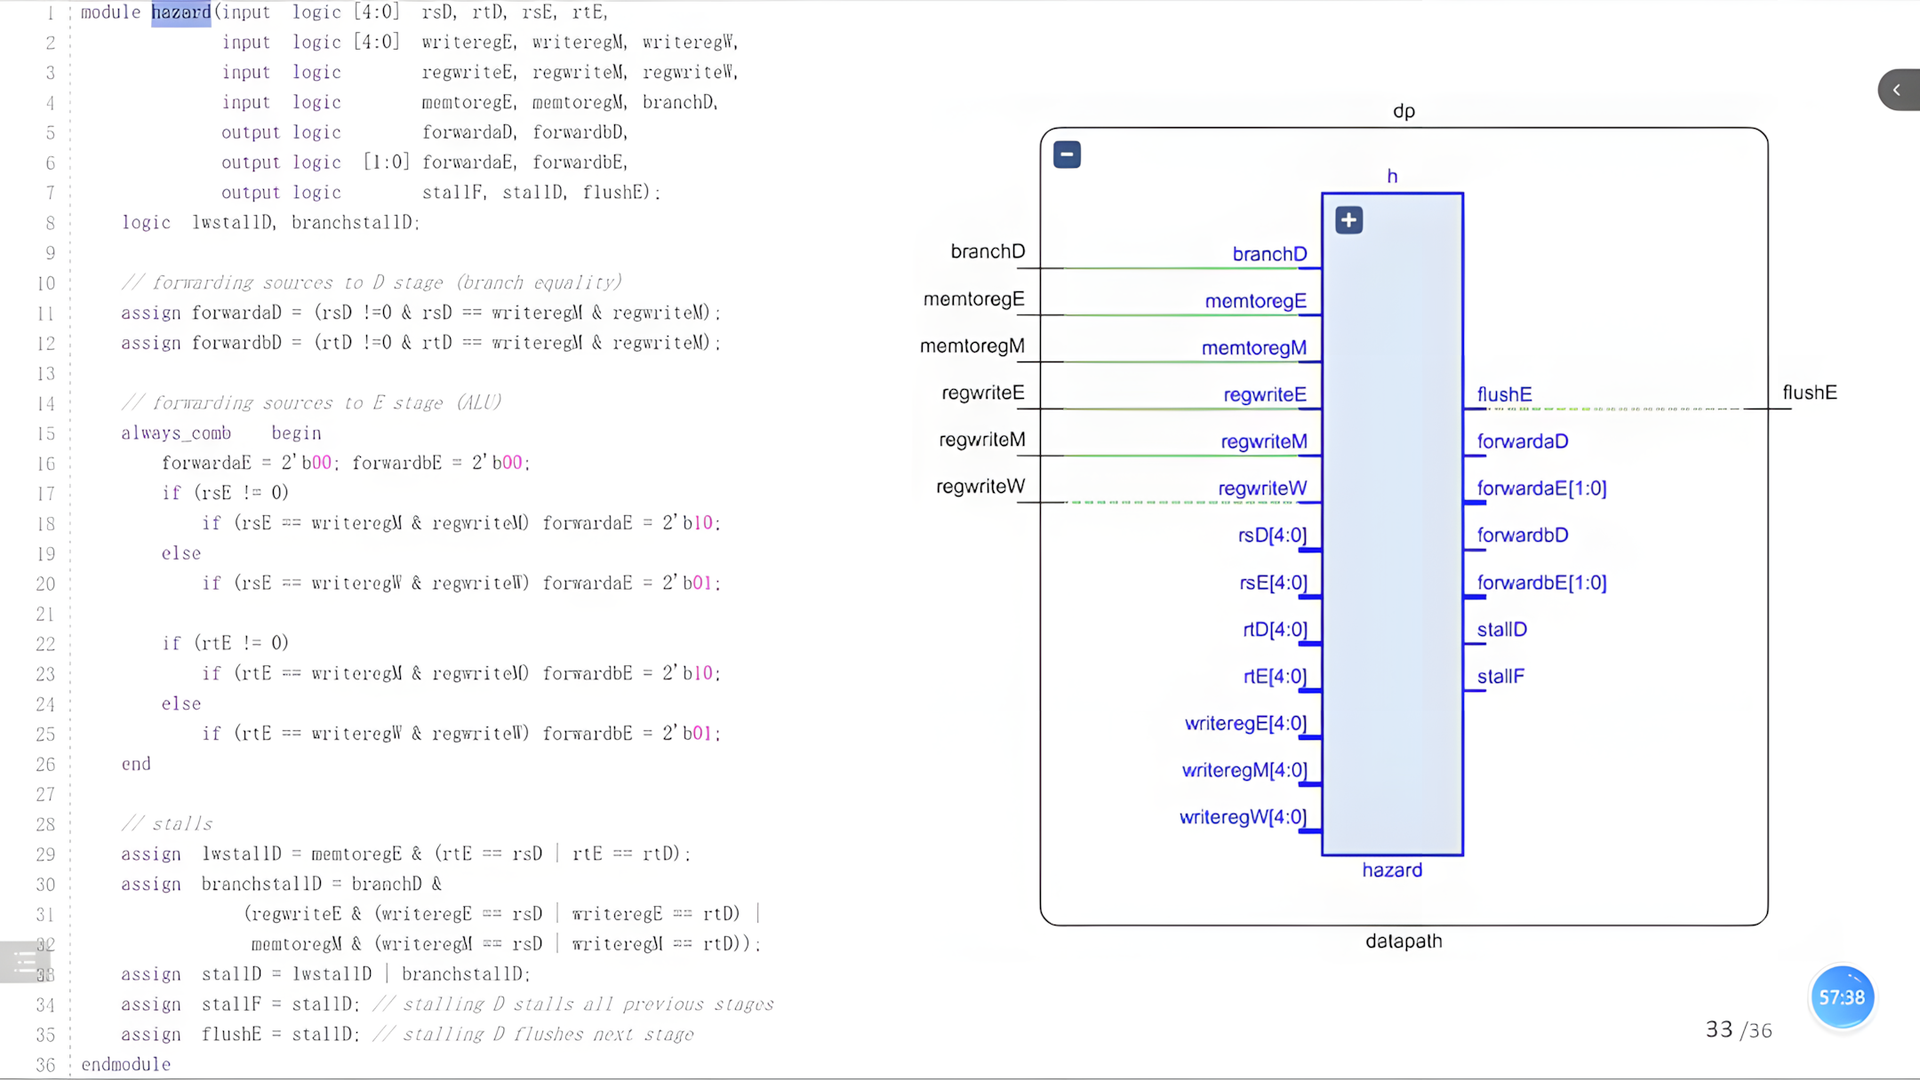 1 module hazard(input logic [4:0] rsD, rtD, rsE, rtE,
2 input logic [4:0] writeregE, writeregM, writeregW,
3 input logic regwriteE, regwriteM, regwriteW,
4 input logic memtoregE, memtoregM, branchD,
5 output logic forwardaD, forwardbD,
6 output logic [1:0] forwardaE, forwardbE,
7 output logic stallF, stallD, flushE);
8 logic lwstallD, branchstallD;
9
10 // forwarding sources to D stage (branch equality)
11 assign forwardaD = (rsD !=0 & rsD == writeregM & regwriteM);
12 assign forwardbD = (rtD !=0 & rtD == writeregM & regwriteM);
13
14 // forwarding sources to E stage (ALU)
15 always_comb begin
16 forwardaE = 2'b00; forwardbE = 2'b00;
17 if (rsE != 0)
18 if (rsE == writeregM & regwriteM) forwardaE = 2'b10;
19 else
20 if (rsE == writeregW & regwriteW) forwardaE = 2'b01;
21
22 if (rtE != 0)
23 if (rtE == writeregM & regwriteM) forwardbE = 2'b10;
24 else
25 if (rtE == writeregW & regwriteW) forwardbE = 2'b01;
26 end
27
28 // stalls
29 assign lwstallD = memtoregE & (rtE == rsD | rtE == rtD);
30 assign branchstallD = branchD &
31 (regwriteE & (writeregE == rsD | writeregE == rtD) |
32 memtoregM & (writeregM == rsD | writeregM == rtD));
33 assign stallD = lwstallD | branchstallD;
34 assign stallF = stallD; // stalling D stalls all previous stages
35 assign flushE = stallD; // stalling D flushes next stage
36 endmodule
dp
h
branchD
memtoregE
memtoregM
regwriteE
regwriteM
regwriteW
branchD
memtoregE
memtoregM
regwriteE
regwriteM
regwriteW
rsD[4:0]
rsE[4:0]
rtD[4:0]
rtE[4:0]
writeregE[4:0]
writeregM[4:0]
writeregW[4:0]
flushE
forwardaD
forwardaE[1:0]
forwardbD
forwardbE[1:0]
stallD
stallF
flushE
hazard
datapath
57:38
33 /36